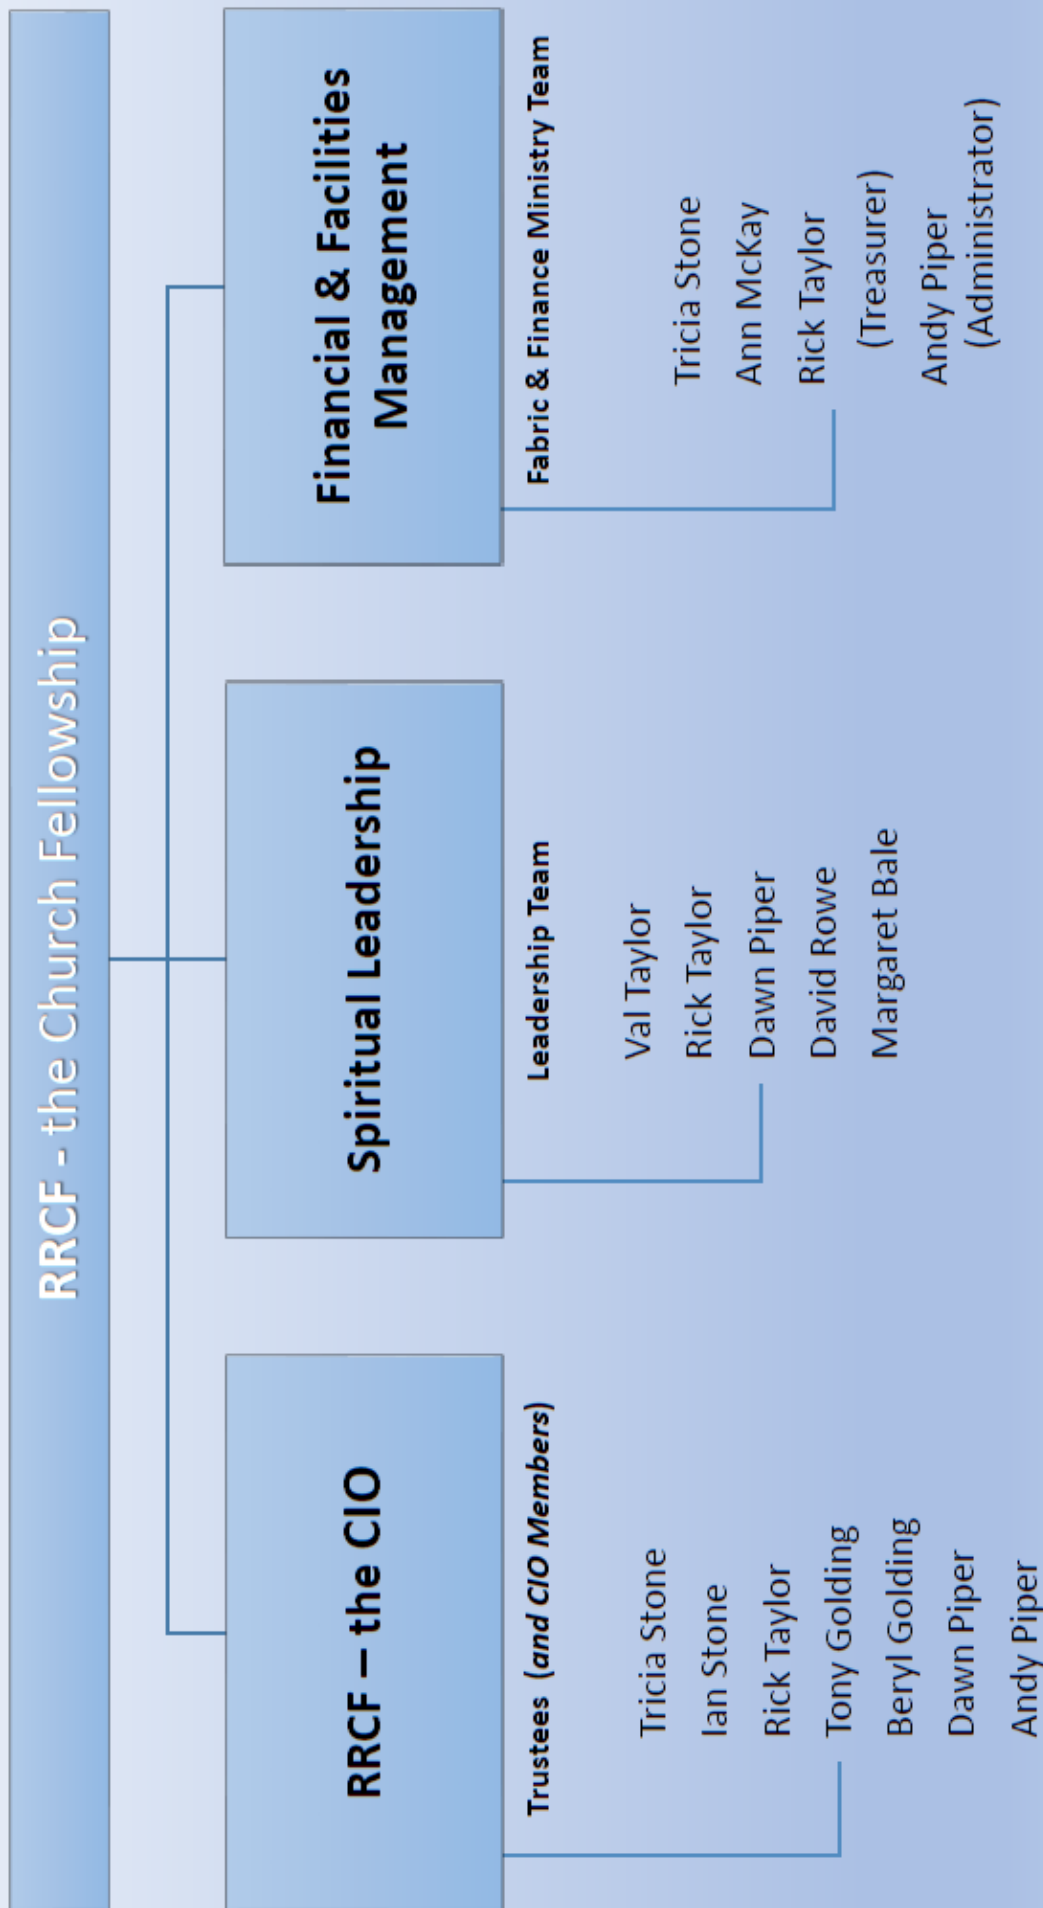 RRCF - the Church Fellowship
RRCF – the CIO
Trustees (and CIO Members)
Tricia Stone
Ian Stone
Rick Taylor
Tony Golding
Beryl Golding
Dawn Piper
Andy Piper
Spiritual Leadership
Leadership Team
Val Taylor
Rick Taylor
Dawn Piper
David Rowe
Margaret Bale
Financial & Facilities
Management
Fabric & Finance Ministry Team
Tricia Stone
Ann McKay
Rick Taylor
(Treasurer)
Andy Piper
(Administrator)